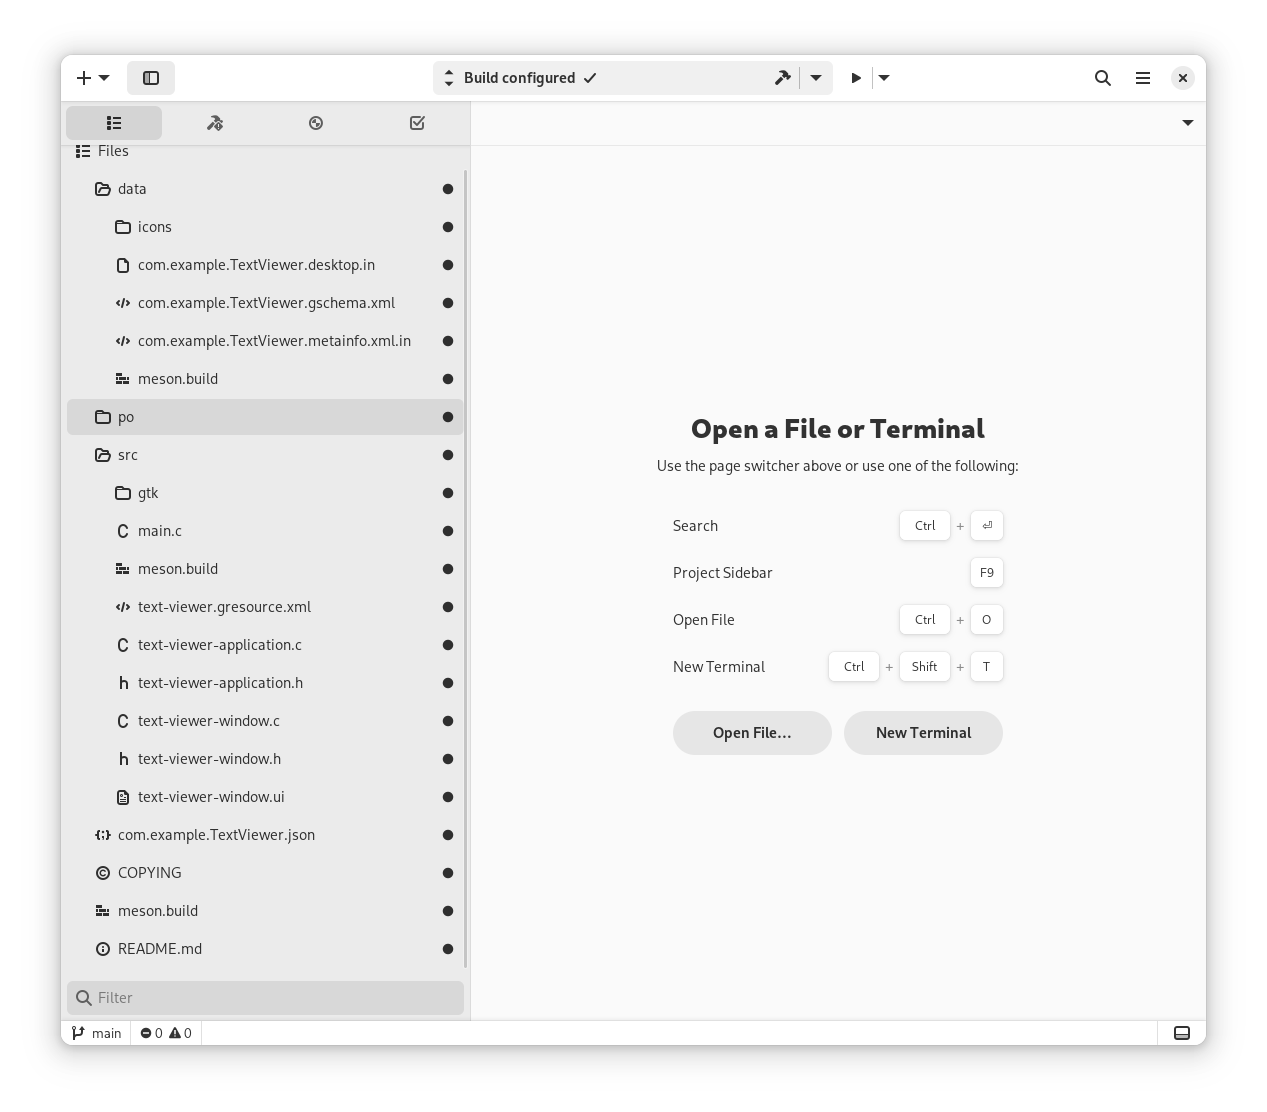 Build configured
Files
data
icons
com.example.TextViewer.desktop.in
com.example.TextViewer.gschema.xml
com.example.TextViewer.metainfo.xml.in
meson.build
po
src
gtk
main.c
meson.build
text-viewer.gresource.xml
text-viewer-application.c
text-viewer-application.h
text-viewer-window.c
text-viewer-window.h
text-viewer-window.ui
com.example.TextViewer.json
COPYING
meson.build
README.md
Filter
main 0 0
Open a File or Terminal
Use the page switcher above or use one of the following:
Search Ctrl + ⏎
Project Sidebar F9
Open File Ctrl + O
New Terminal Ctrl + Shift + T
Open File… New Terminal